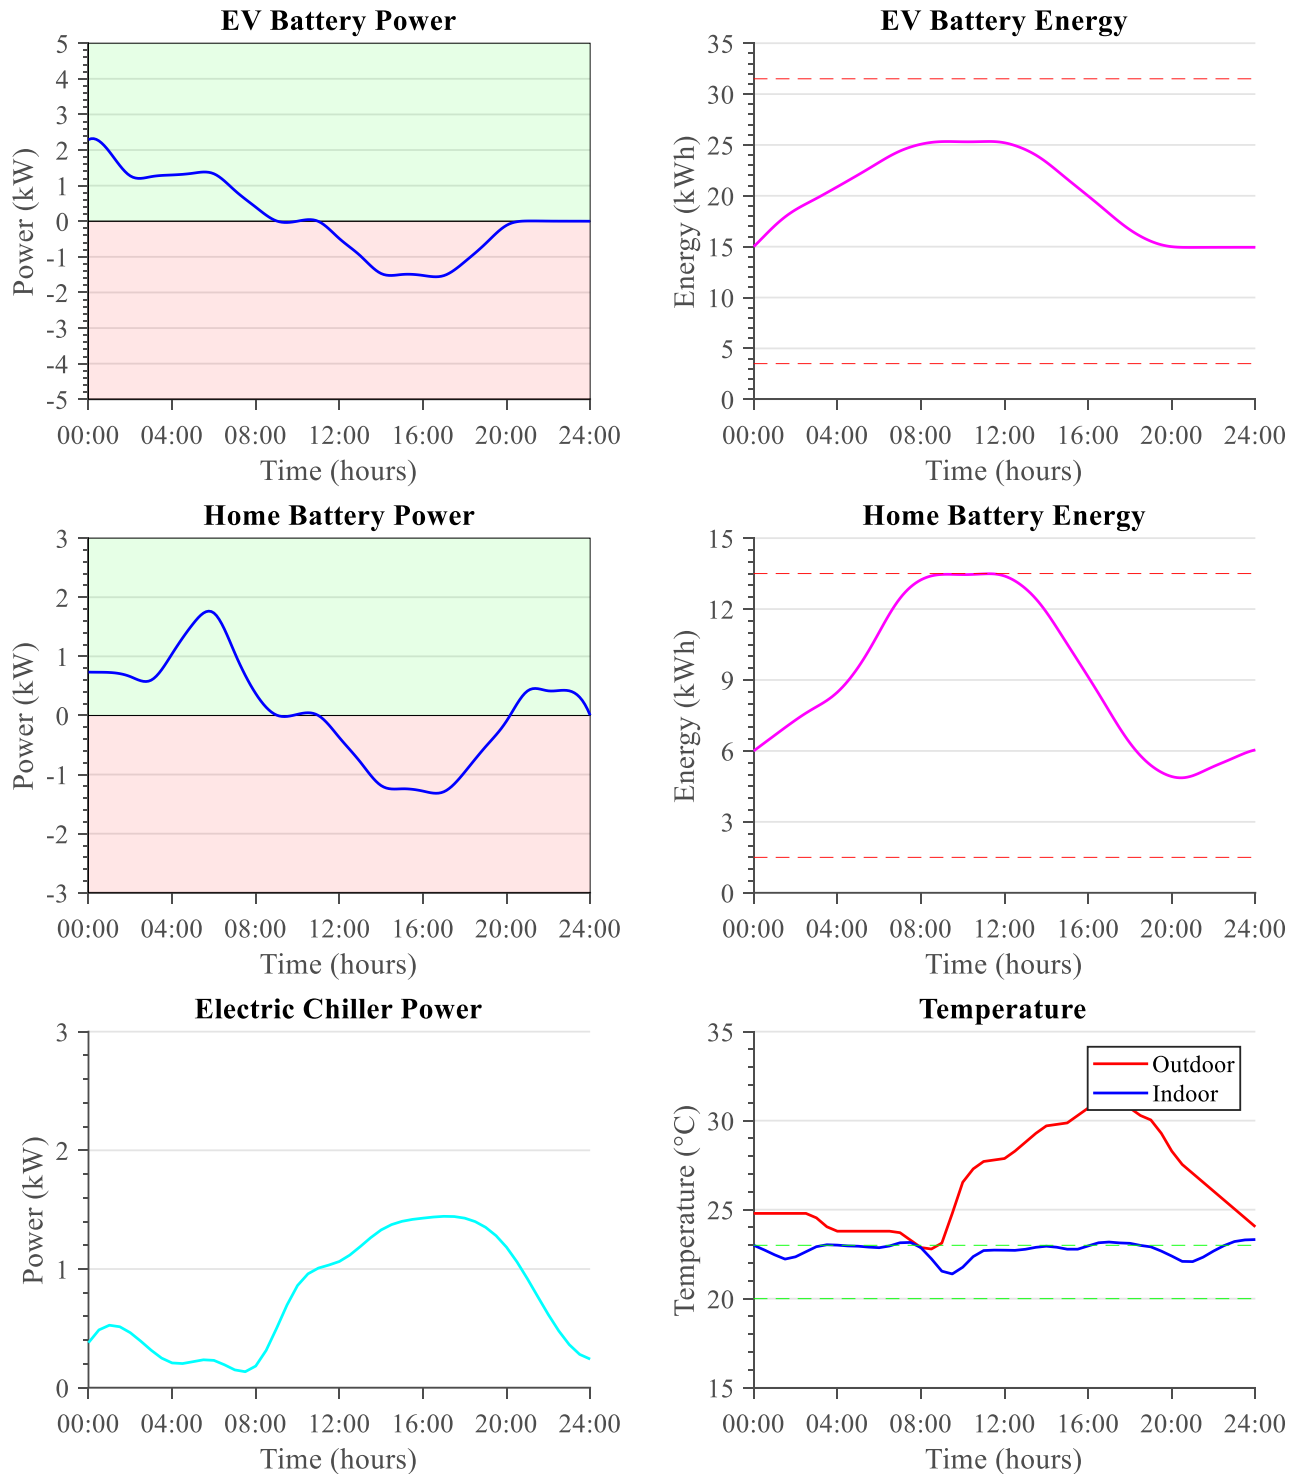 EV Battery Power
5
4
3
2
1
0
-1
-2
-3
-4
-5
Power (kW)
00:00 04:00 08:00 12:00 16:00 20:00 24:00
Time (hours)
EV Battery Energy
35
30
25
20
15
10
5
0
Energy (kWh)
00:00 04:00 08:00 12:00 16:00 20:00 24:00
Time (hours)
Home Battery Power
3
2
1
0
-1
-2
-3
Power (kW)
00:00 04:00 08:00 12:00 16:00 20:00 24:00
Time (hours)
Home Battery Energy
15
12
9
6
3
0
Energy (kWh)
00:00 04:00 08:00 12:00 16:00 20:00 24:00
Time (hours)
Electric Chiller Power
3
2
1
0
Power (kW)
00:00 04:00 08:00 12:00 16:00 20:00 24:00
Time (hours)
Temperature
35
30
25
20
15
Temperature (°C)
Outdoor
Indoor
00:00 04:00 08:00 12:00 16:00 20:00 24:00
Time (hours)